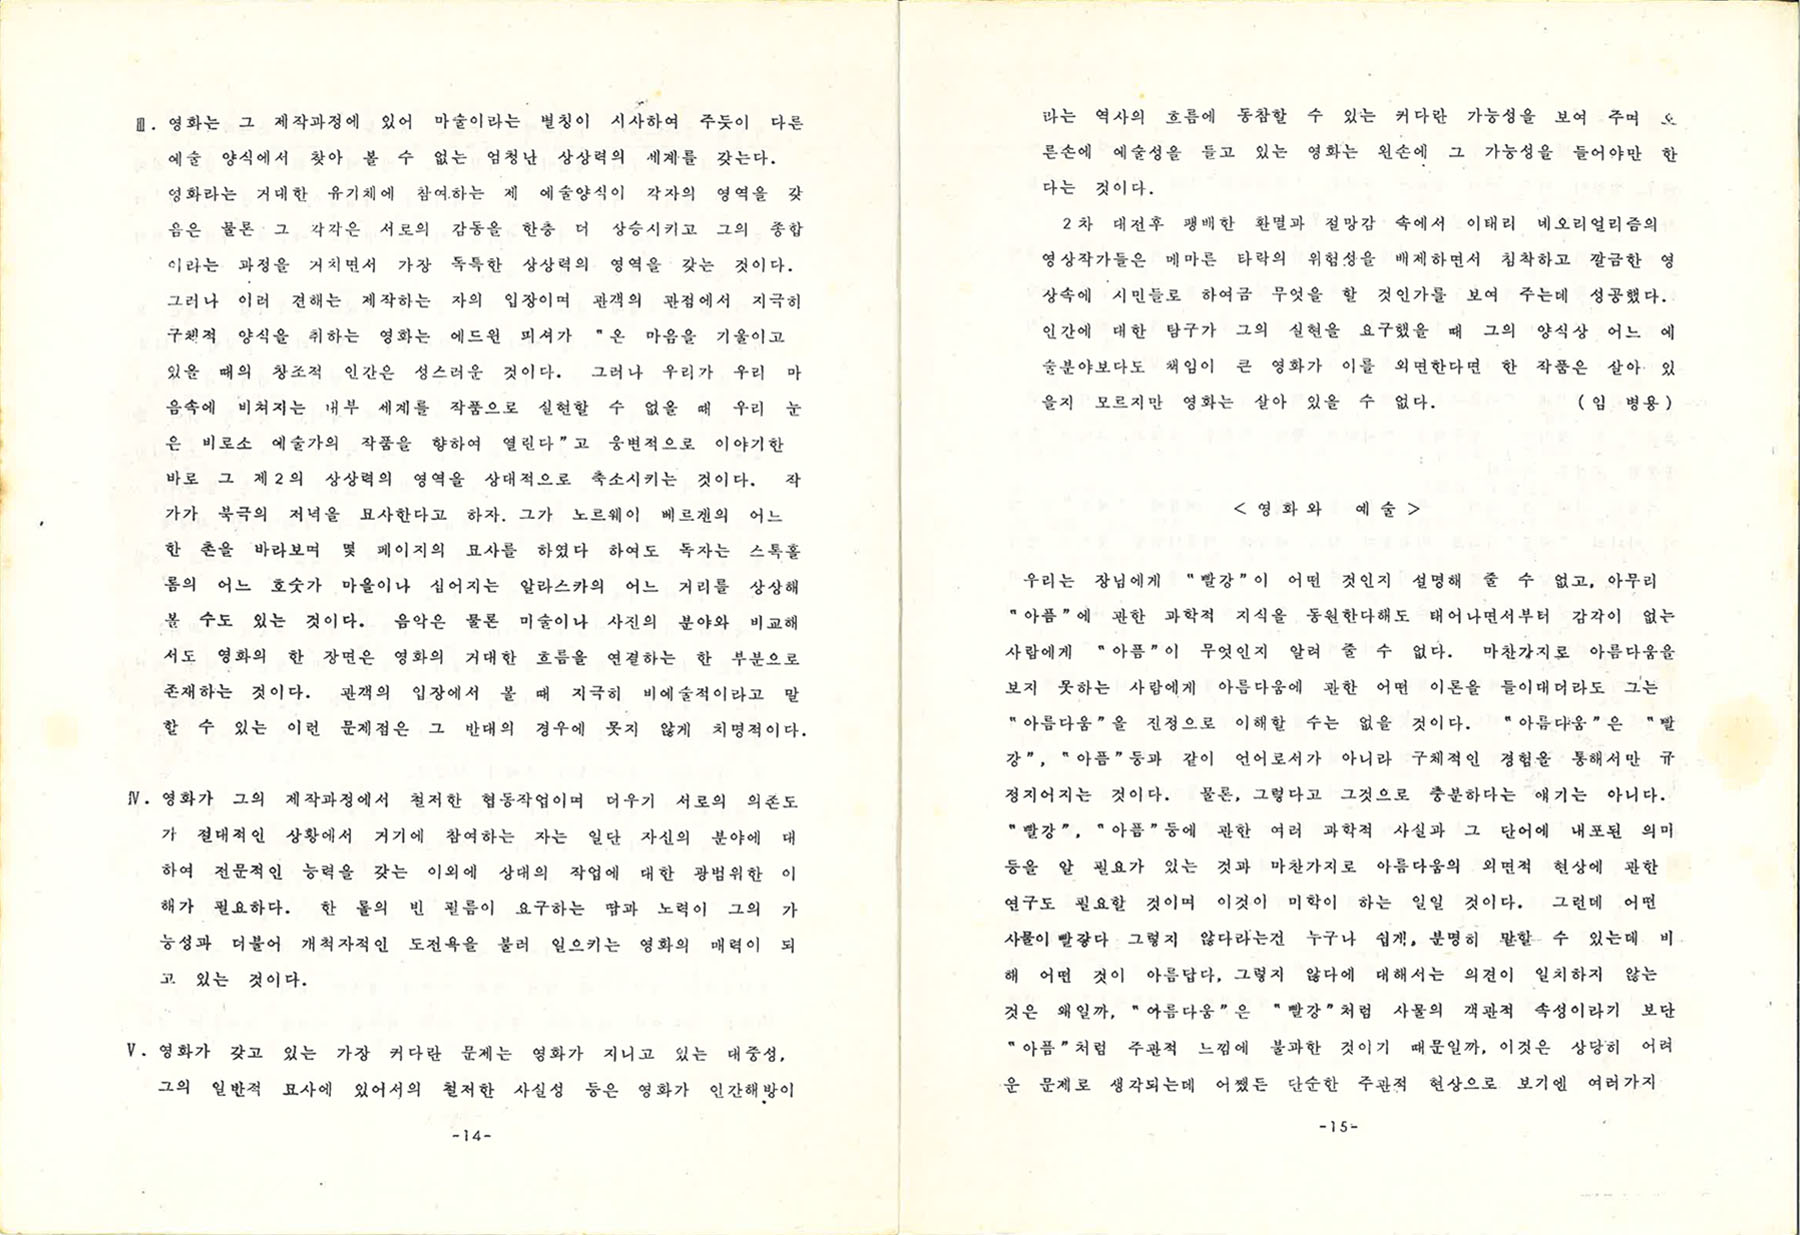 Ⅲ. 영화는 그 제작과정에 있어 마술이라는 별칭이 시사하여 주듯이 다른
예술 양식에서 찾아 볼 수 없는 엄청난 상상력의 세계를 갖는다.
영화라는 거대한 유기체에 참여하는 제 예술양식이 각자의 영역을 갖
음은 물론 그 각각은 서로의 감동을 한층 더 상승시키고 그의 종합
이라는 과정을 거치면서 가장 독특한 상상력의 영역을 갖는 것이다.
그러나 이러 견해는 제작하는 자의 입장이며 관객의 관점에서 지극히
구체적 양식을 취하는 영화는 에드윈 피셔가 "온 마음을 기울이고
있을 때의 창조적 인간은 성스러운 것이다. 그러나 우리가 우리 마
음속에 비쳐지는 내부 세계를 작품으로 실현할 수 없을 때 우리 눈
은 비로소 예술가의 작품을 향하여 열린다"고 웅변적으로 이야기한
바로 그 제2의 상상력의 영역을 상대적으로 축소시키는 것이다. 작
가가 북극의 저녁을 묘사한다고 하자. 그가 노르웨이 베르겐의 어느
한 촌을 바라보며 몇 페이지의 묘사를 하였다 하여도 독자는 스톡홀
롬의 어느 호숫가 마을이나 십어지는 알라스카의 어느 거리를 상상해
볼 수도 있는 것이다. 음악은 물론 미술이나 사진의 분야와 비교해
서도 영화의 한 장면은 영화의 거대한 흐름을 연결하는 한 부분으로
존재하는 것이다. 관객의 입장에서 볼 때 지극히 비예술적이라고 말
할 수 있는 이런 문제점은 그 반대의 경우에 못지 않게 치명적이다.
Ⅳ. 영화가 그의 제작과정에서 철저한 협동작업이며 더우기 서로의 의존도
가 절대적인 상황에서 거기에 참여하는 자는 일단 자신의 분야에 대
하여 전문적인 능력을 갖는 이외에 상대의 작업에 대한 광범위한 이
해가 필요하다. 한 롤의 빈 필름이 요구하는 땀과 노력이 그의 가
능성과 더불어 개척자적인 도전욕을 불러 일으키는 영화의 매력이 되
고 있는 것이다.
Ⅴ. 영화가 갖고 있는 가장 커다란 문제는 영화가 지니고 있는 대중성,
그의 일반적 묘사에 있어서의 철저한 사실성 등은 영화가 인간해방이
-14-
라는 역사의 흐름에 동참할 수 있는 커다란 가능성을 보여 주며 오
른손에 예술성을 들고 있는 영화는 왼손에 그 가능성을 들어야만 한
다는 것이다.
2차 대전후 팽배한 환멸과 절망감 속에서 이태리 네오리얼리즘의
영상작가들은 메마른 타락의 위험성을 배제하면서 침착하고 깔금한 영
상속에 시민들로 하여금 무엇을 할 것인가를 보여 주는데 성공했다.
인간에 대한 탐구가 그의 실현을 요구했을 때 그의 양식상 어느 예
술분야보다도 책임이 큰 영화가 이를 외면한다면 한 작품은 살아 있
을지 모르지만 영화는 살아 있을 수 없다. (임 병용)
<영화와 예술>
우리는 장님에게 "빨강"이 어떤 것인지 설명해 줄 수 없고, 아무리
"아픔"에 관한 과학적 지식을 동원한다해도 태어나면서부터 감각이 없는
사람에게 "아픔"이 무엇인지 알려 줄 수 없다. 마찬가지로 아름다움을
보지 못하는 사람에게 아름다움에 관한 어떤 이론을 들이대더라도 그는
"아름다움"을 진정으로 이해할 수는 없을 것이다. "아름다움"은 "빨
강", "아픔"등과 같이 언어로서가 아니라 구체적인 경험을 통해서만 규
정지어지는 것이다. 물론, 그렇다고 그것으로 충분하다는 얘기는 아니다.
"빨강", "아픔"등에 관한 여러 과학적 사실과 그 단어에 내포된 의미
등을 알 필요가 있는 것과 마찬가지로 아름다움의 외면적 현상에 관한
연구도 필요할 것이며 이것이 미학이 하는 일일 것이다. 그런데 어떤
사물이 빨갛다 그렇지 않다라는건 누구나 쉽게, 분명히 말할 수 있는데 비
해 어떤 것이 아름답다, 그렇지 않다에 대해서는 의견이 일치하지 않는
것은 왜일까, "아름다움"은 "빨강"처럼 사물의 객관적 속성이라기 보단
"아픔"처럼 주관적 느낌에 불과한 것이기 때문일까, 이것은 상당히 어려
운 문제로 생각되는데 어쨌든 단순한 주관적 현상으로 보기엔 여러가지
-15-